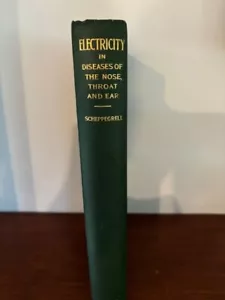 ELECTRICITY
IN
DISEASES OF
THE NOSE,
THROAT
AND EAR
SCHEPPEGRELL